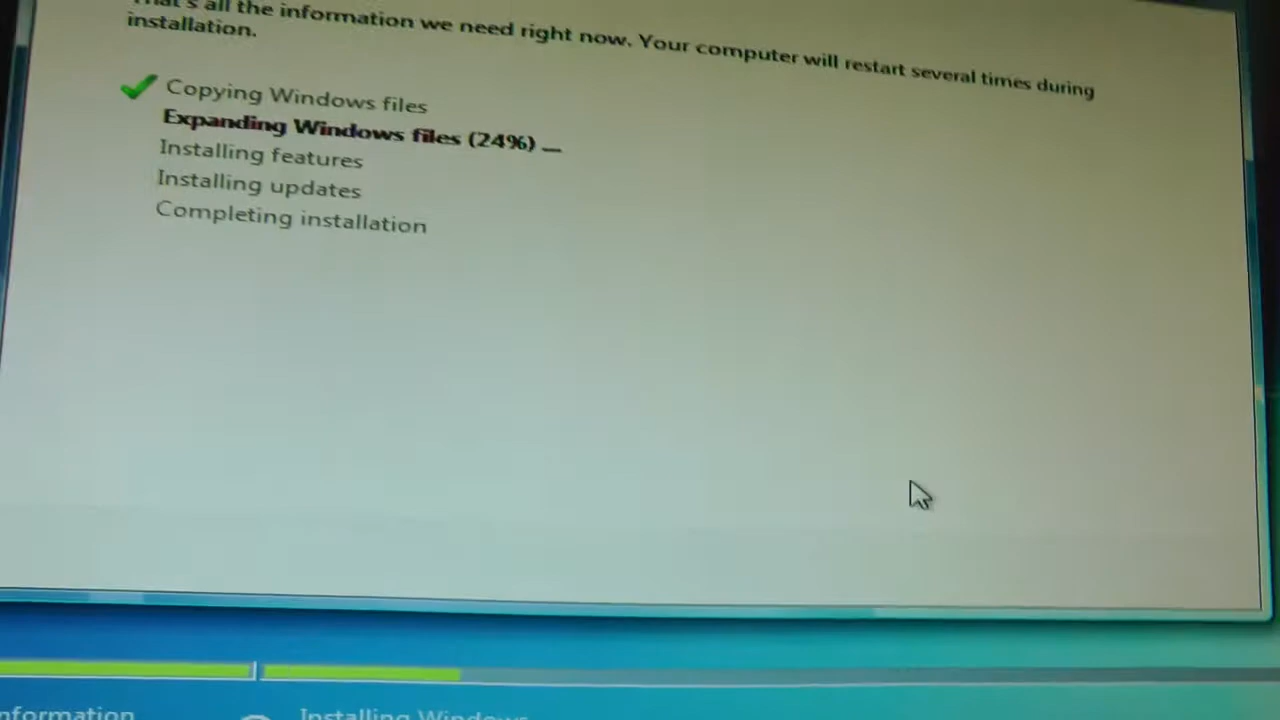 That's all the information we need right now. Your computer will restart several times during
installation.
Copying Windows files
Expanding Windows files (24%) ...
Installing features
Installing updates
Completing installation
Installing Windows